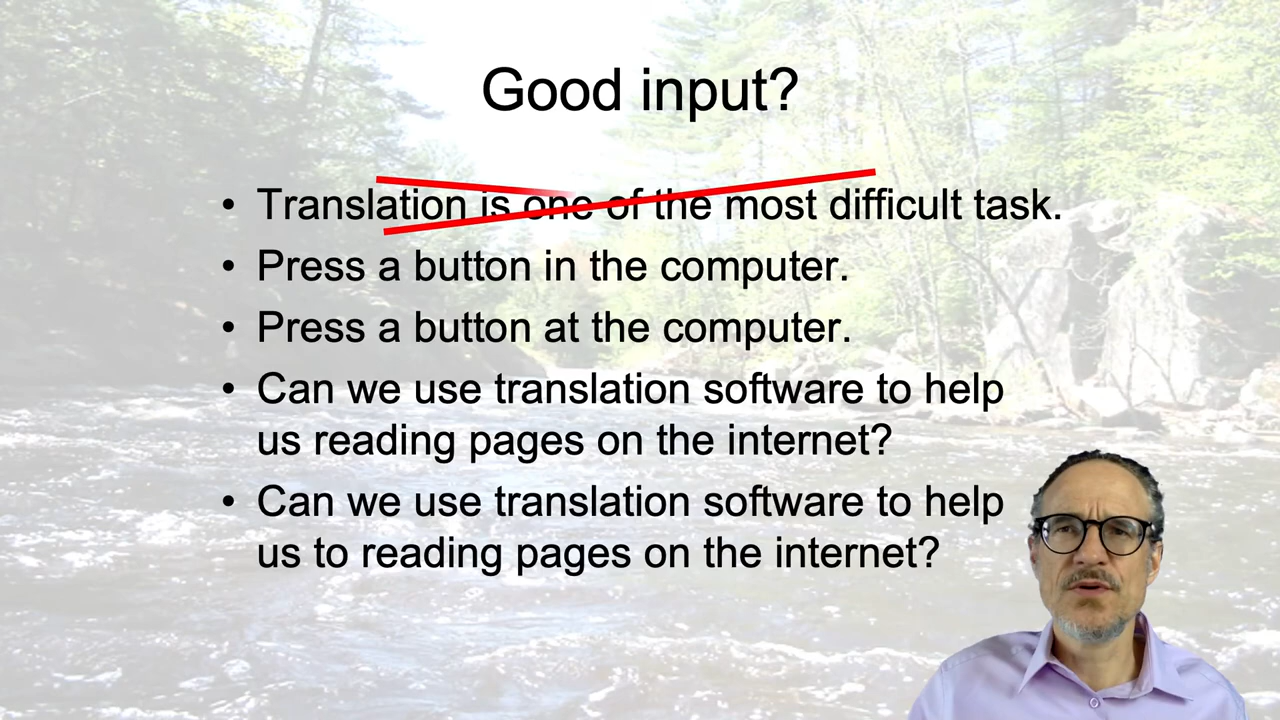 Good input?
• Translation is one of the most difficult task.
• Press a button in the computer.
• Press a button at the computer.
• Can we use translation software to help
us reading pages on the internet?
• Can we use translation software to help
us to reading pages on the internet?